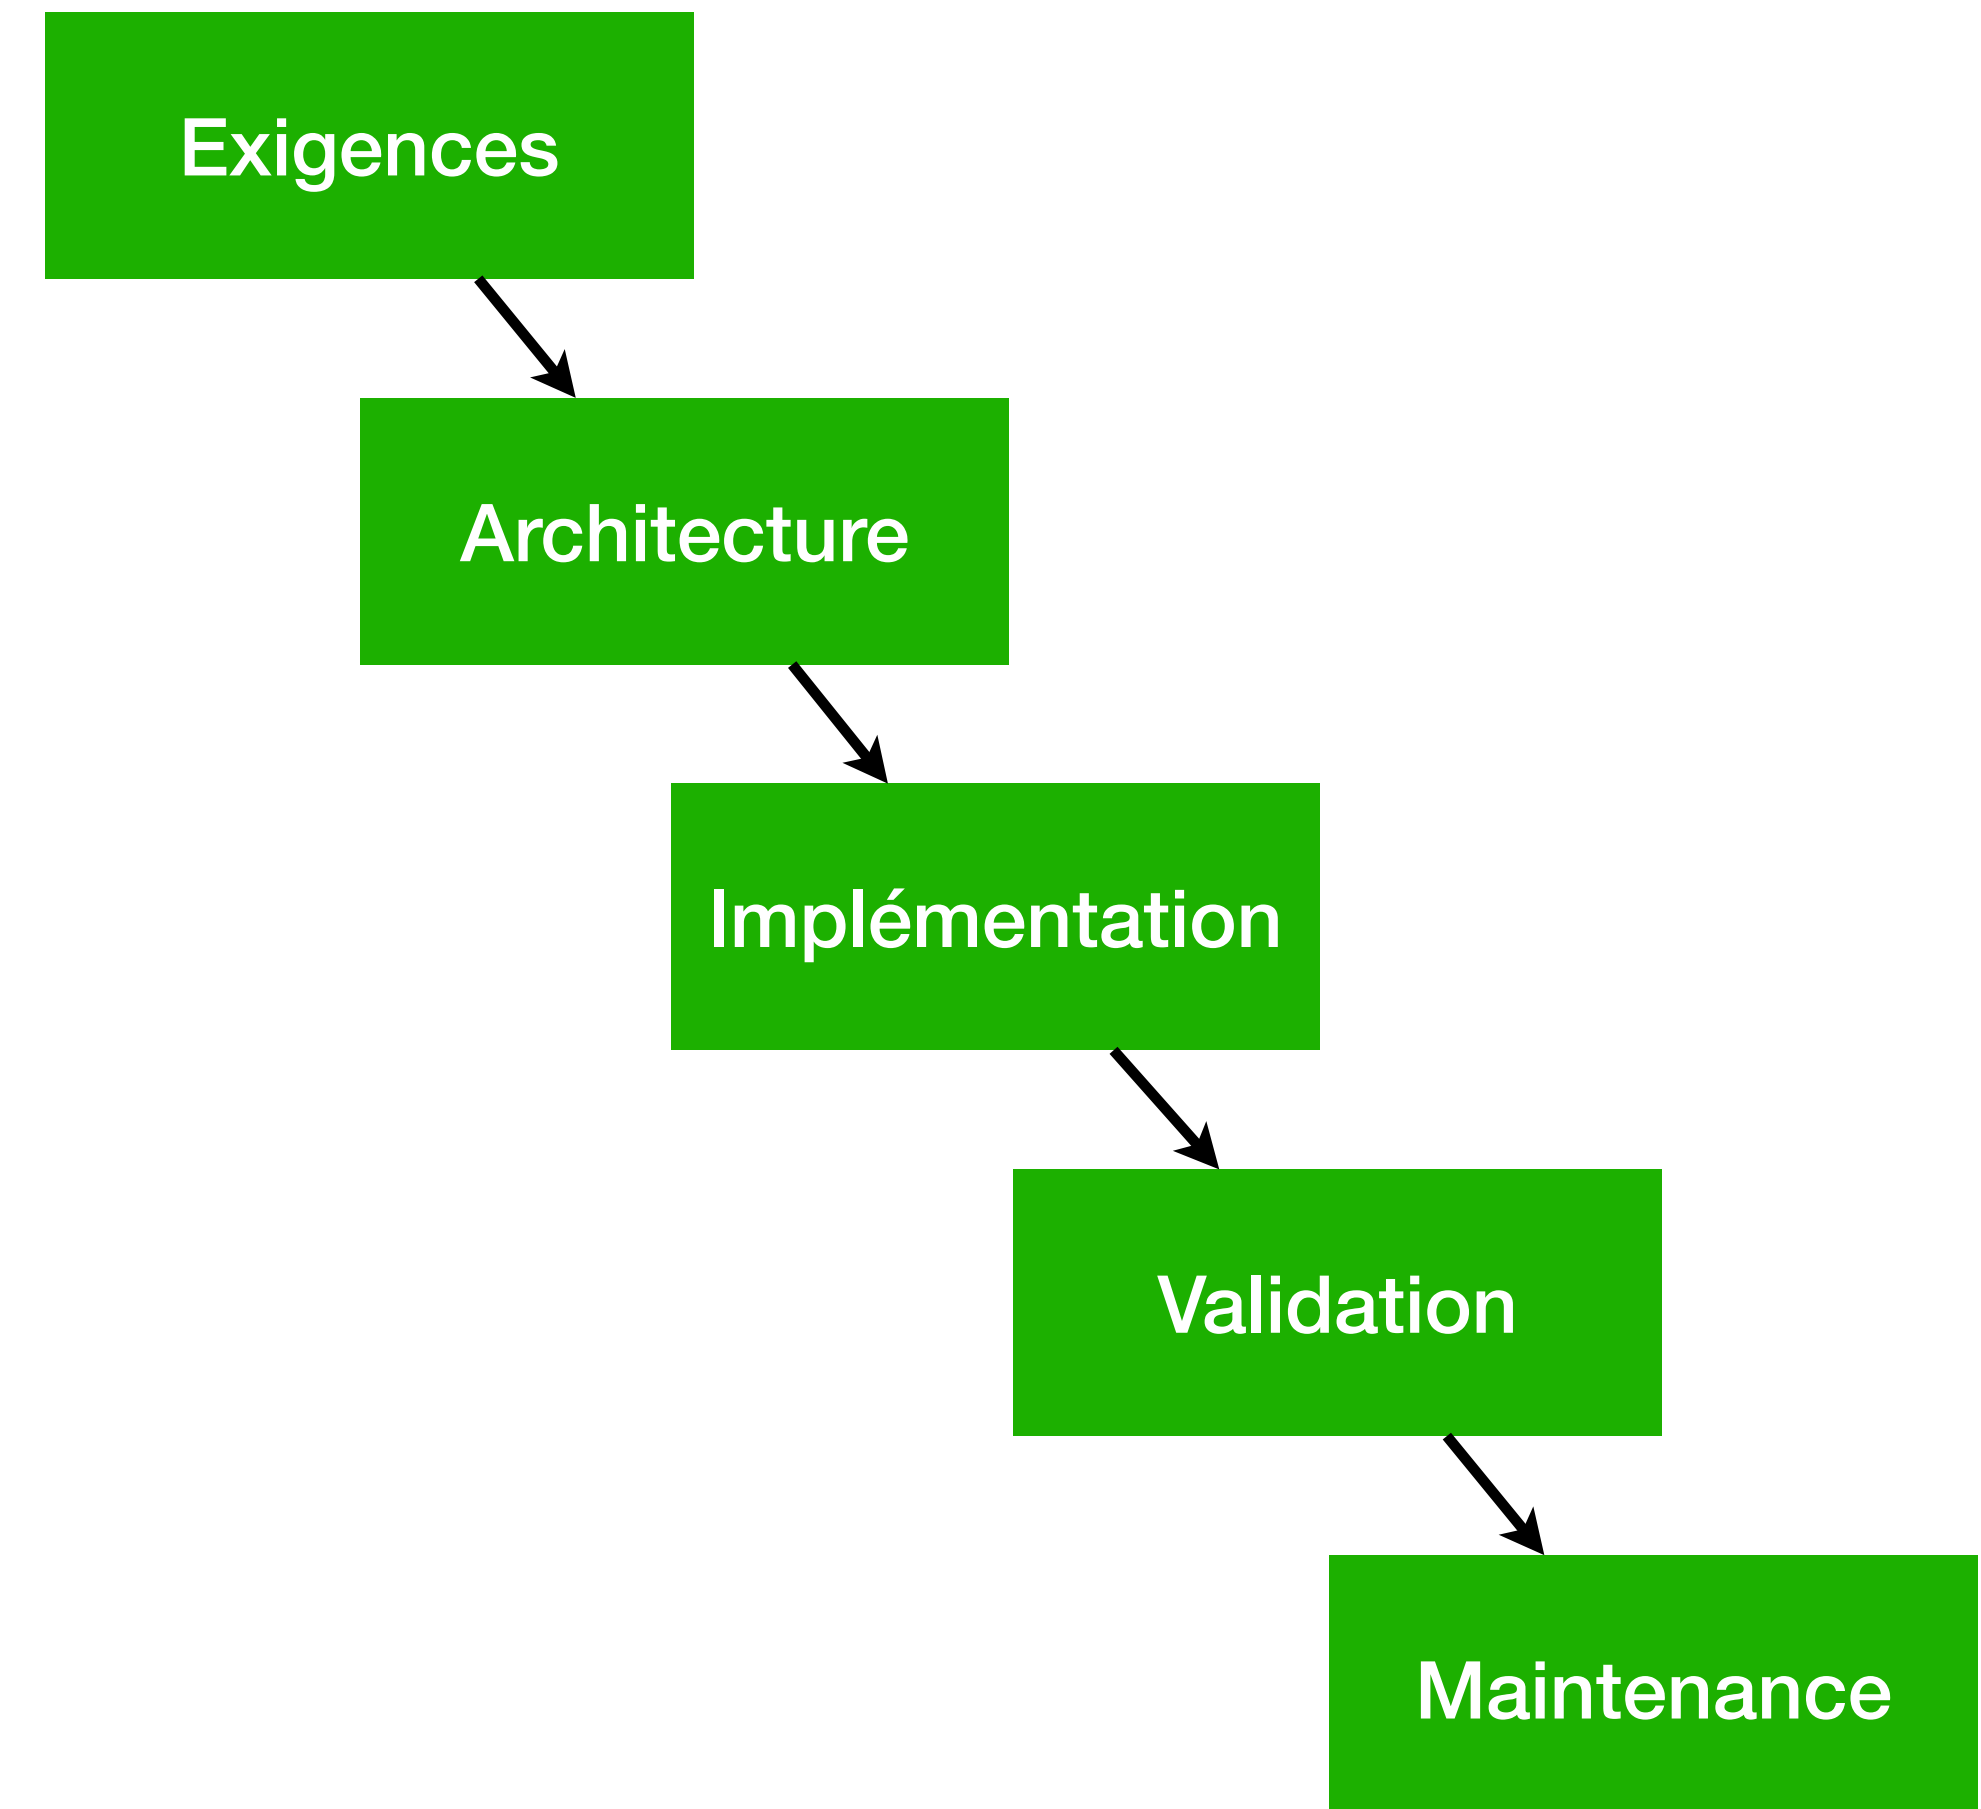 Exigences
Architecture
Implémentation
Validation
Maintenance